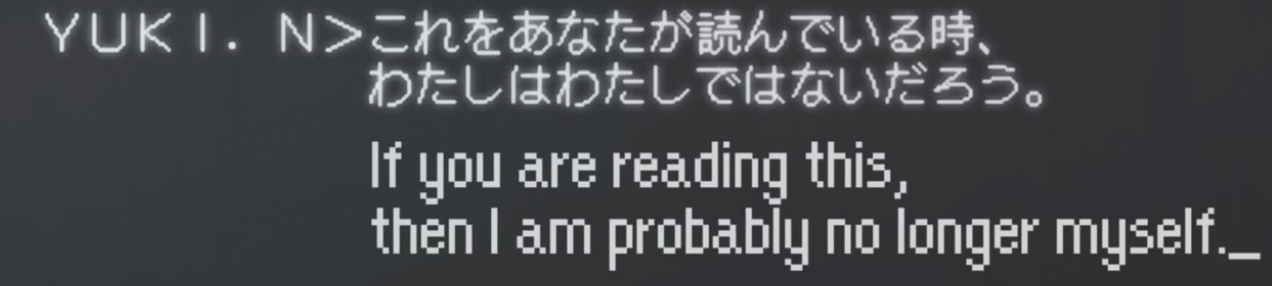 YUKI. N>これをあなたが読んでいる時、
わたしはわたしではないだろう。
If you are reading this,
then I am probably no longer myself._